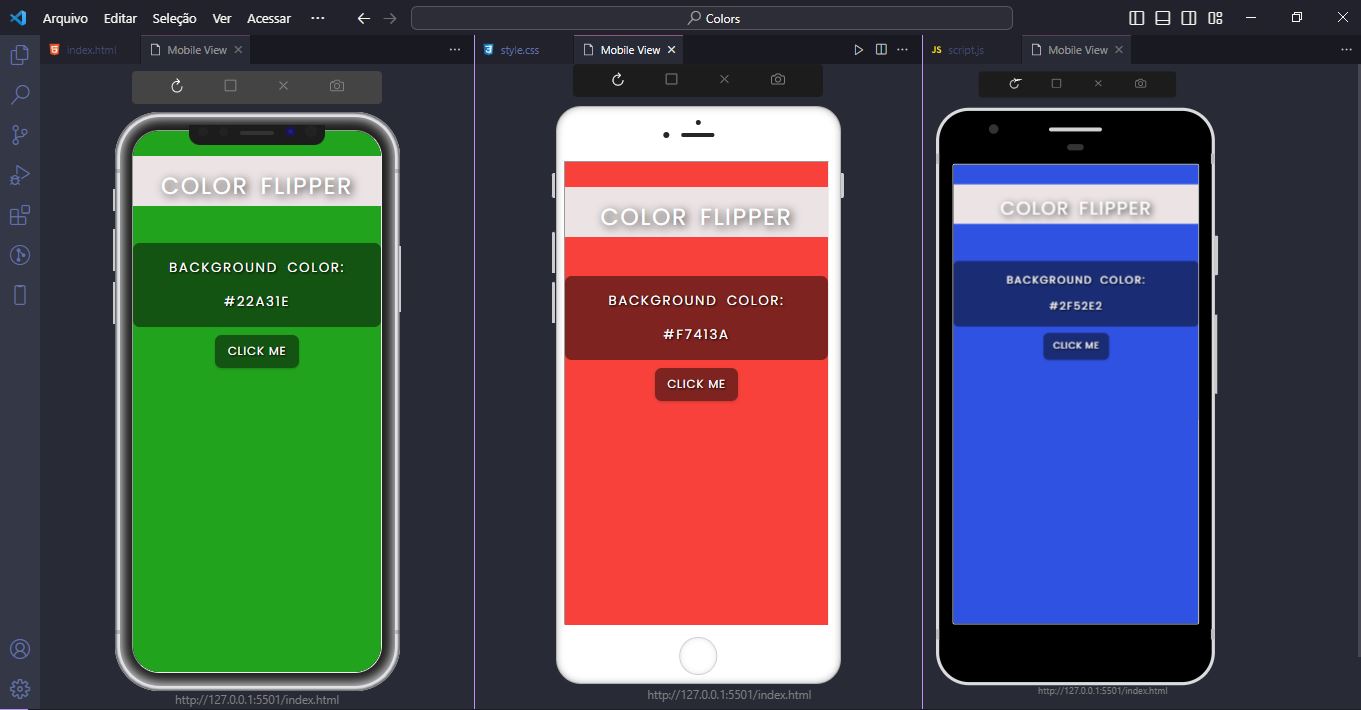 Arquivo Editar Seleção Ver Acessar ··· Colors
index.html Mobile View
style.css Mobile View
JS script.js Mobile View
COLOR FLIPPER
BACKGROUND COLOR:
#22A31E
CLICK ME
http://127.0.0.1:5501/index.html
COLOR FLIPPER
BACKGROUND COLOR:
#F7413A
CLICK ME
http://127.0.0.1:5501/index.html
COLOR FLIPPER
BACKGROUND COLOR:
#2F52E2
CLICK ME
http://127.0.0.1:5501/index.html